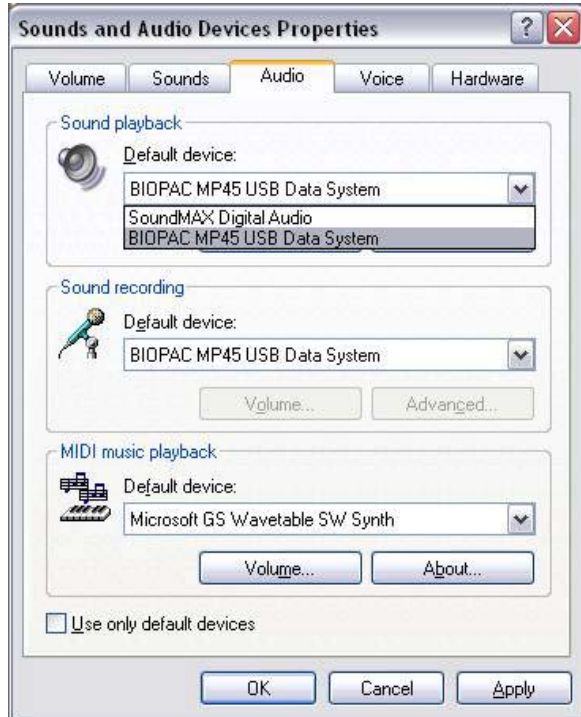 Sounds and Audio Devices Properties
Volume Sounds Audio Voice Hardware
Sound playback
Default device:
BIOPAC MP45 USB Data System
SoundMAX Digital Audio
BIOPAC MP45 USB Data System
Sound recording
Default device:
BIOPAC MP45 USB Data System
Volume... Advanced...
MIDI music playback
Default device:
Microsoft GS Wavetable SW Synth
Volume... About...
Use only default devices
OK Cancel Apply